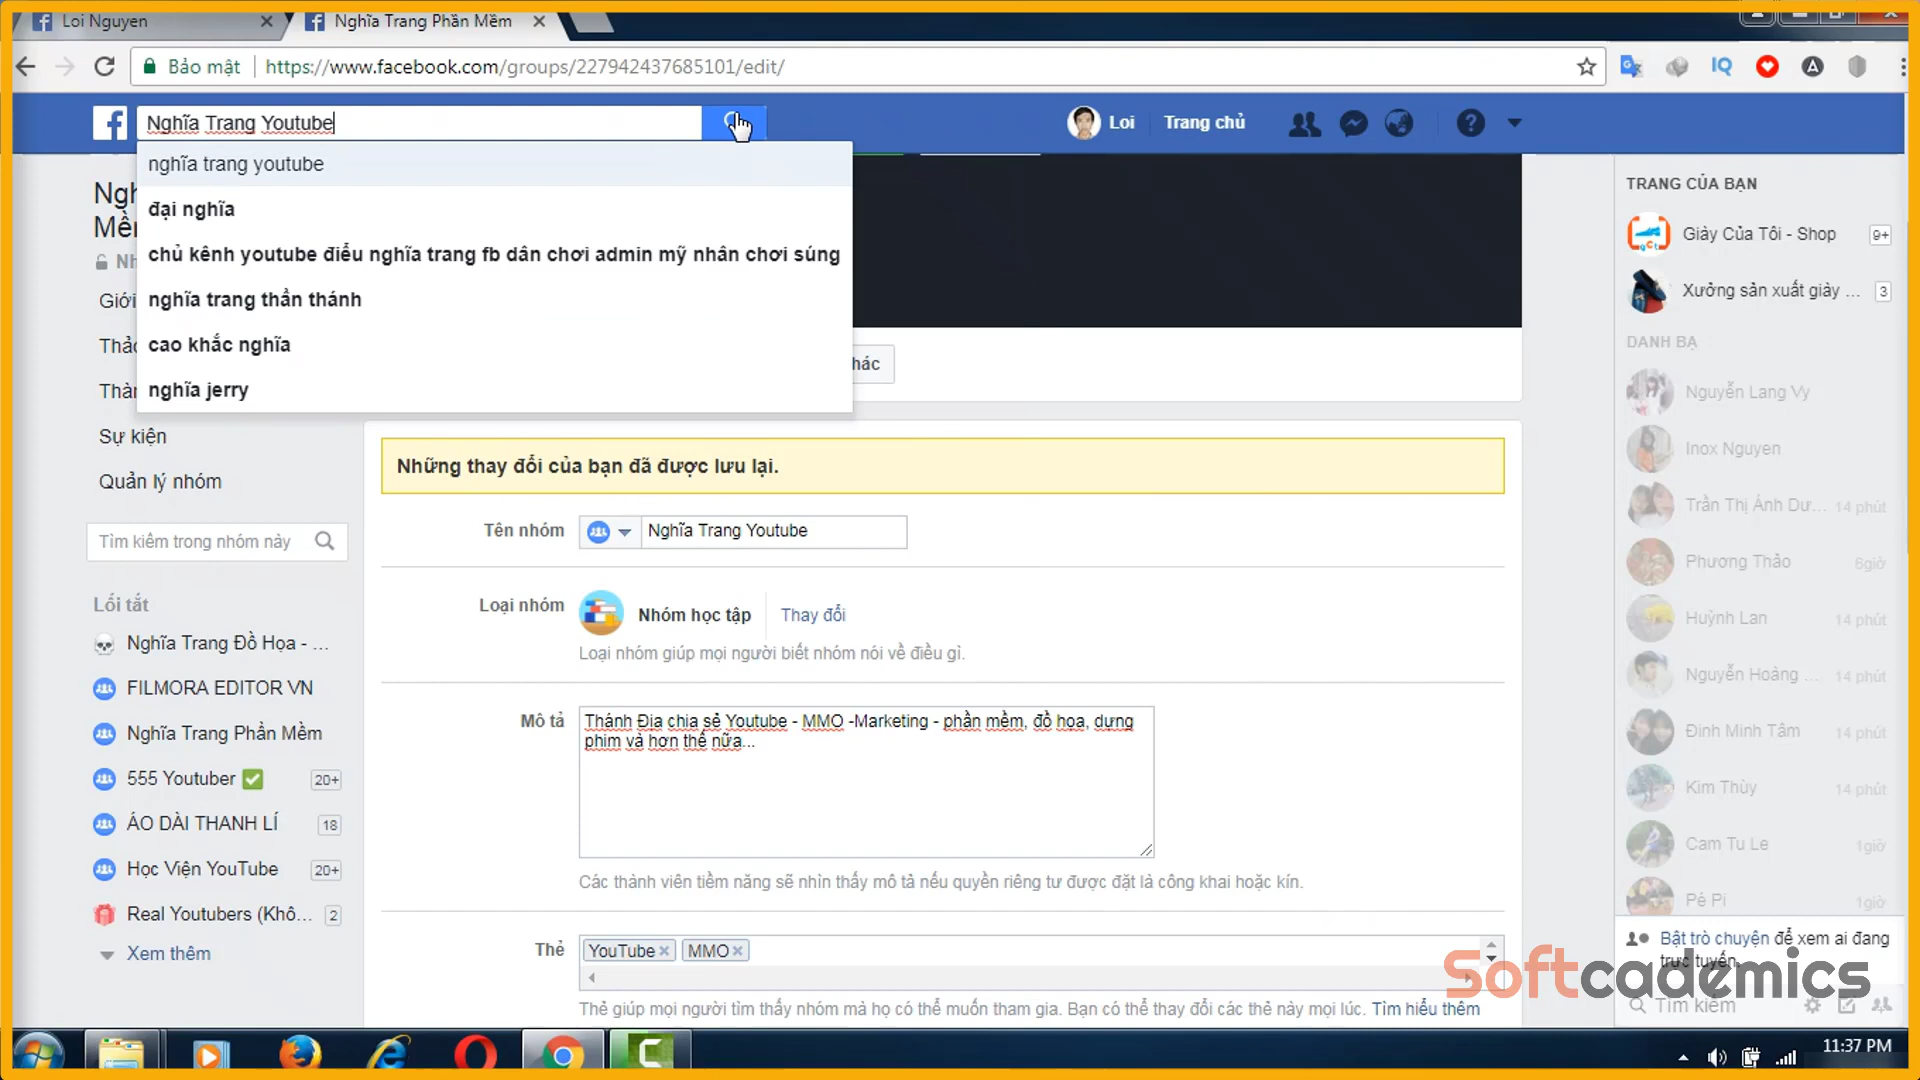 Loi Nguyen
Nghĩa Trang Phần Mềm
Bảo mật
https://www.facebook.com/groups/227942437685101/edit/
IQ
Nghĩa Trang Youtube
Loi
Trang chủ
nghĩa trang youtube
đại nghĩa
chủ kênh youtube điểu nghĩa trang fb dân chơi admin mỹ nhân chơi súng
nghĩa trang thần thánh
cao khắc nghĩa
nghĩa jerry
Sự kiện
Quản lý nhóm
Tìm kiếm trong nhóm này
Lối tắt
Nghĩa Trang Đồ Họa - ...
FILMORA EDITOR VN
Nghĩa Trang Phần Mềm
555 Youtuber ✅ 20+
ÁO DÀI THANH LÍ 18
Học Viện YouTube 20+
Real Youtubers (Khô... 2
Xem thêm
Những thay đổi của bạn đã được lưu lại.
Tên nhóm
Nghĩa Trang Youtube
Loại nhóm
Nhóm học tập
Thay đổi
Loại nhóm giúp mọi người biết nhóm nói về điều gì.
Mô tả
Thánh Địa chia sẻ Youtube - MMO -Marketing - phần mềm, đồ họa, dựng
phim và hơn thế nữa...
Các thành viên tiềm năng sẽ nhìn thấy mô tả nếu quyền riêng tư được đặt là công khai hoặc kín.
Thẻ
YouTube
MMO
Thẻ giúp mọi người tìm thấy nhóm mà họ có thể muốn tham gia. Bạn có thể thay đổi các thẻ này mọi lúc. Tìm hiểu thêm
TRANG CỦA BẠN
Giày Của Tôi - Shop 9+
Xưởng sản xuất giày ... 3
DANH BẠ
Nguyễn Lang Vy
Inox Nguyen
Trần Thị Ánh Dư... 14 phút
Phương Thảo 6giờ
Huỳnh Lan 14 phút
Nguyễn Hoàng ... 14 phút
Đinh Minh Tâm 14 phút
Kim Thùy 14 phút
Cam Tu Le 1giờ
Pé Pi 1giờ
Bật trò chuyện để xem ai đang
trực tuyến.
Softcademics
Tìm kiếm
11:37 PM